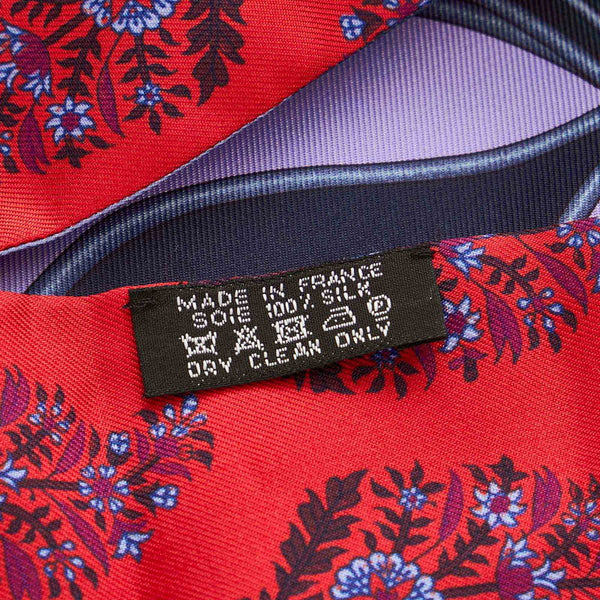 MADE IN FRANCE
SOIE 100% SILK
P
DRY CLEAN ONLY